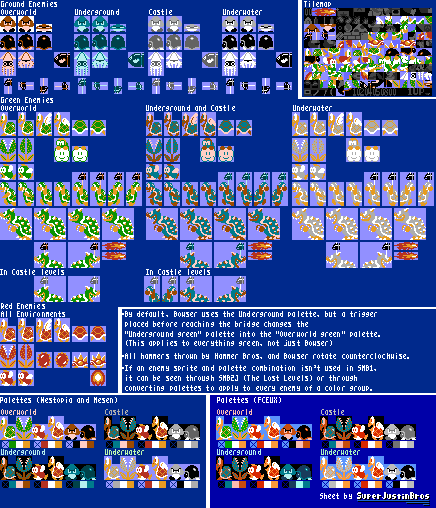 Ground Enemies
Overworld
Underground
Castle
Underwater
Tilemap
Green Enemies
Overworld
Underground and Castle
Underwater
In Castle levels
In Castle levels
Red Enemies
All Environments
•By default, Bowser uses the Underground palette, but a trigger
placed before reaching the bridge changes the
"Underground green" palette into the "Overworld green" palette.
(This applies to everything green, not just Bowser)
•All hammers thrown by Hammer Bros. and Bowser rotate counterclockwise.
•If an enemy sprite and palette combination isn't used in SMB1,
it can be seen through SMB2J (The Lost Levels) or through
converting palettes to apply to every enemy of a color group.
Palettes (Nestopia and Mesen)
Overworld
Castle
Underground
Underwater
Palettes (FCEUX)
Overworld
Castle
Underground
Underwater
Sheet by SuperJustinBros